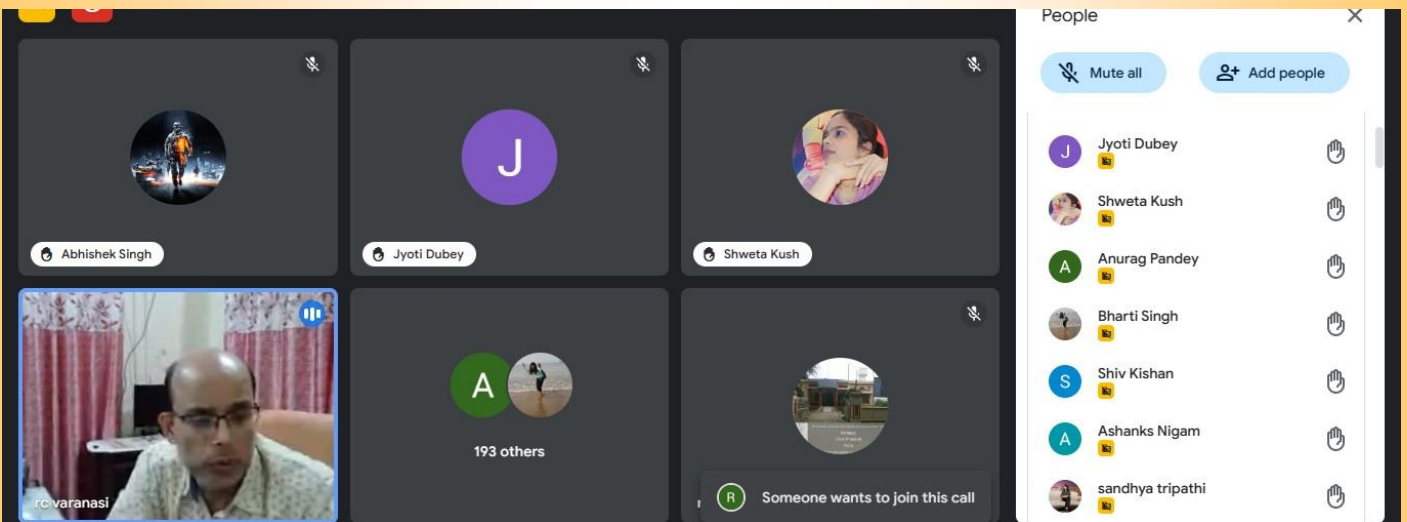 People
Mute all
Add people
Abhishek Singh
J
Jyoti Dubey
Shweta Kush
rc varanasi
A
193 others
R
Someone wants to join this call
J
Jyoti Dubey
Shweta Kush
A
Anurag Pandey
Bharti Singh
S
Shiv Kishan
A
Ashanks Nigam
sandhya tripathi